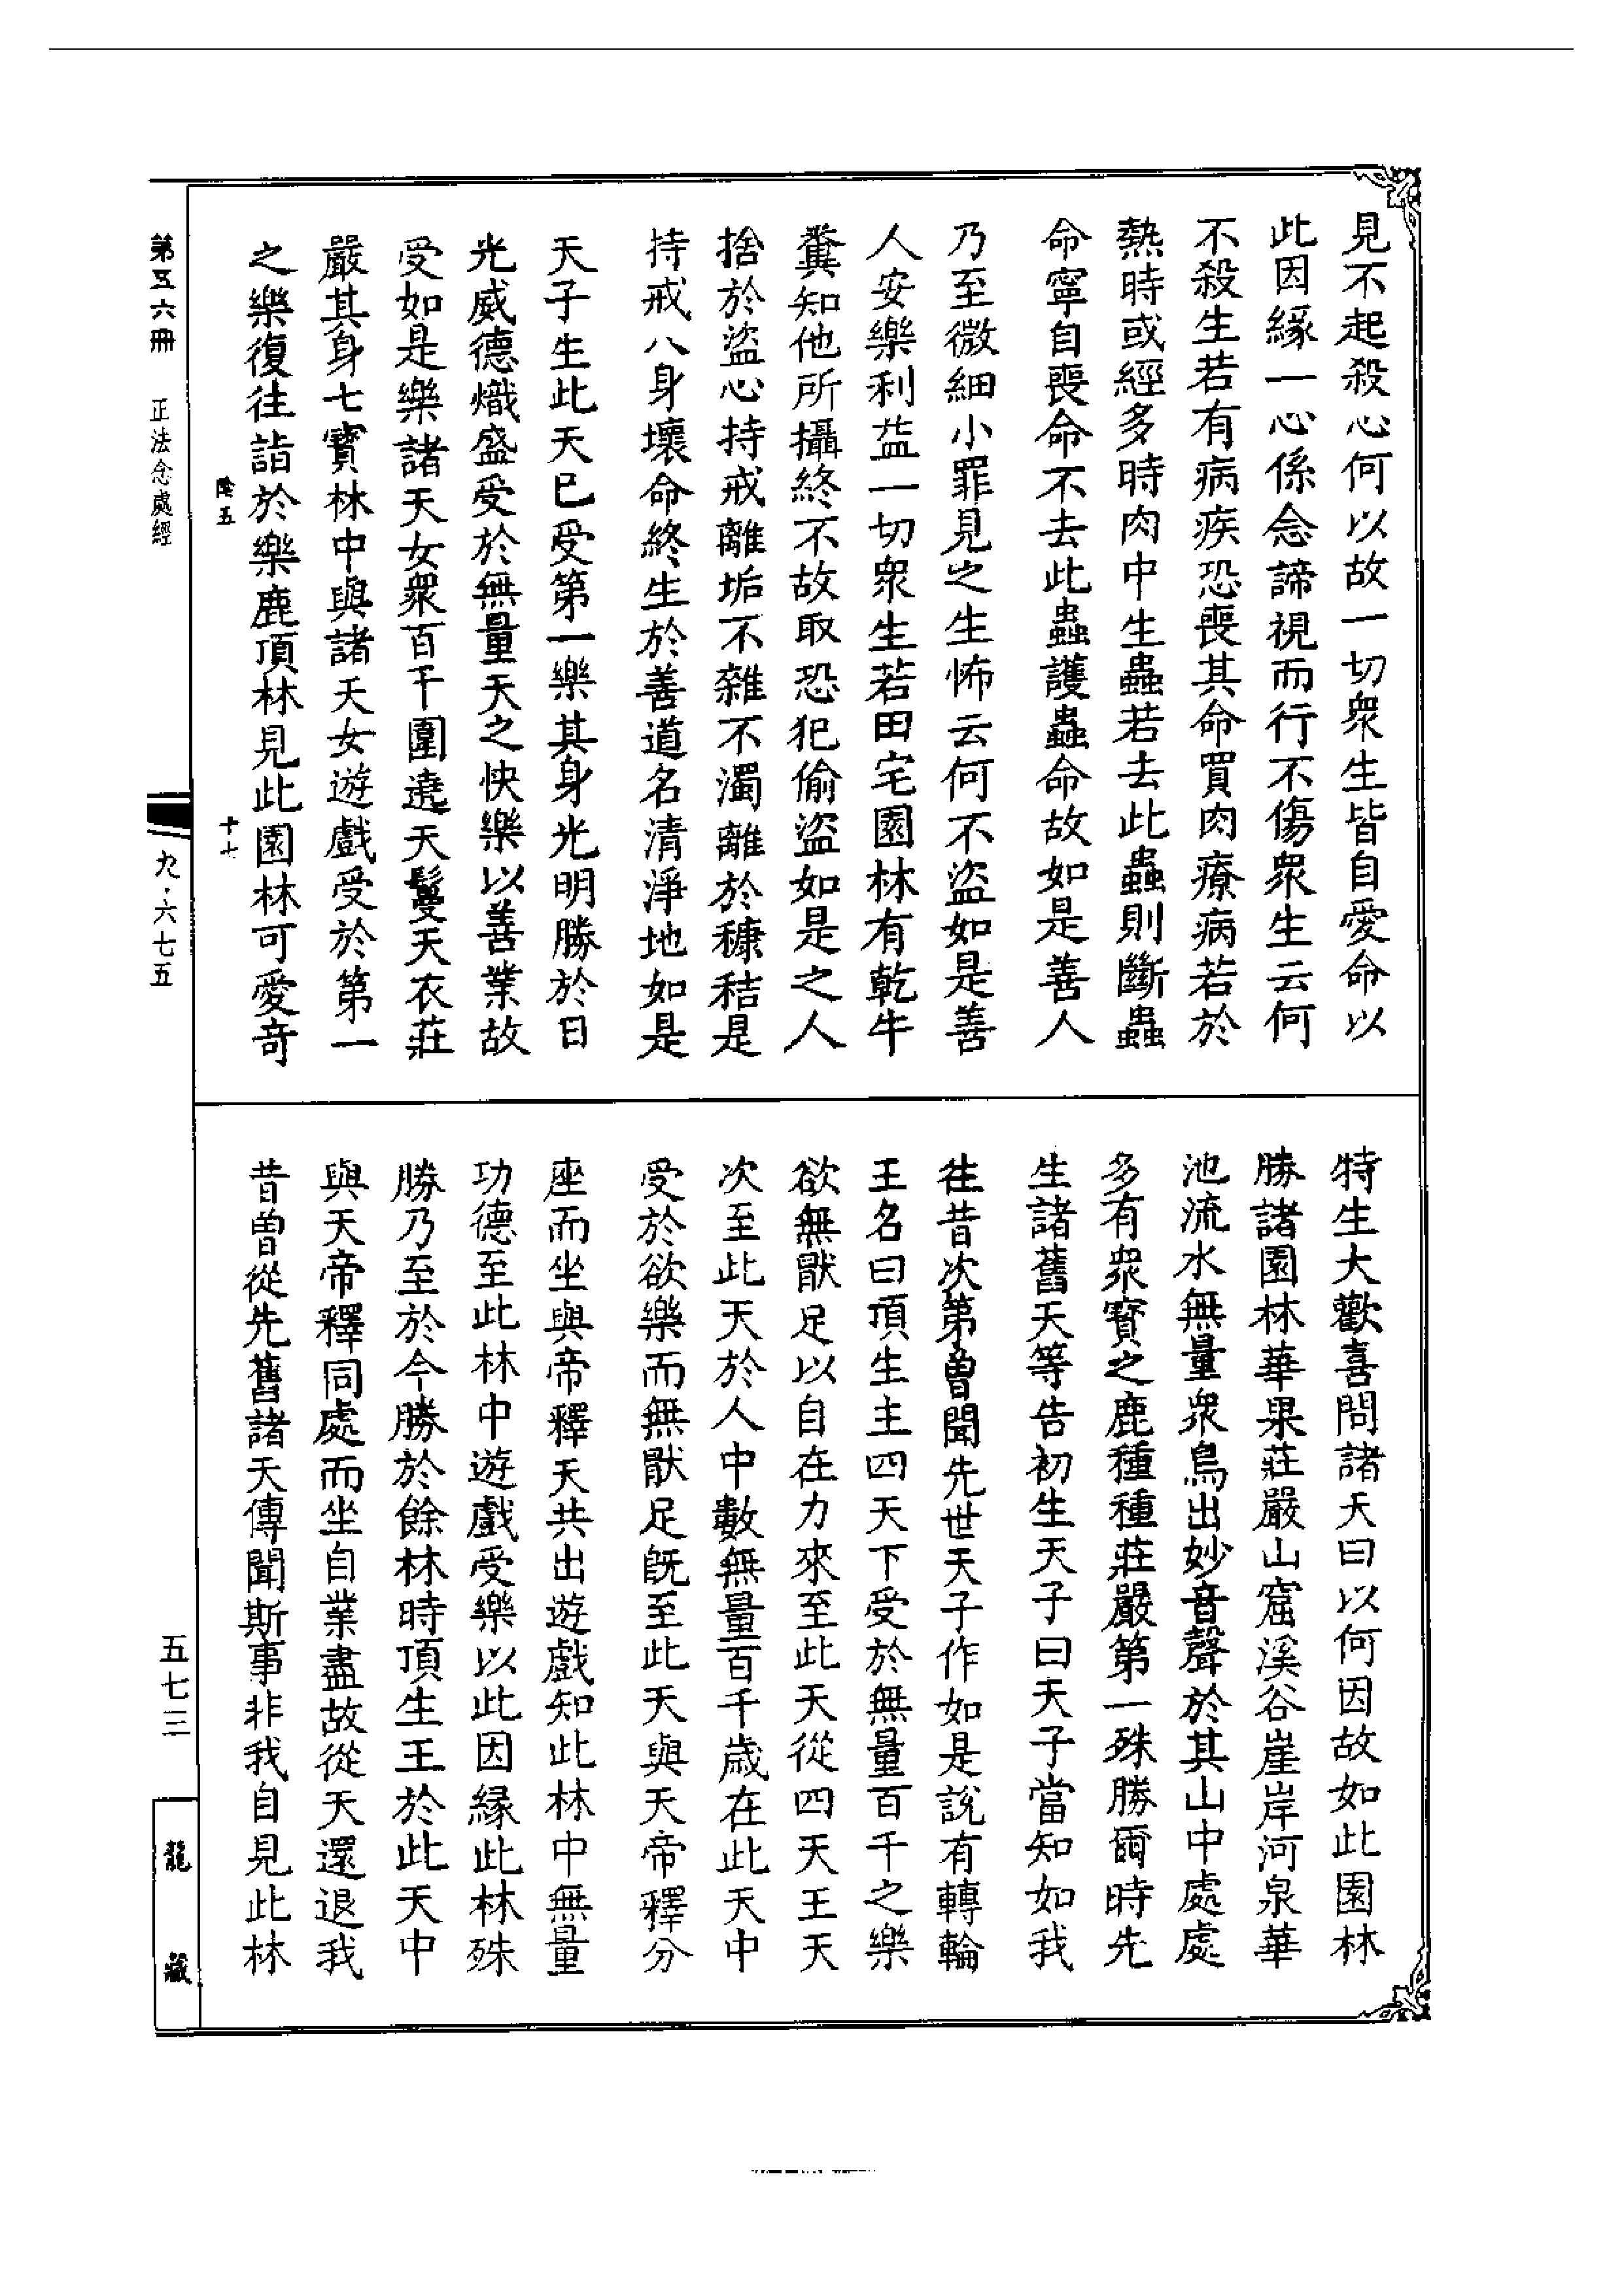 見不起殺心何以故一切衆生皆自愛命以
此因緣一心係念諦視而行不傷衆生云何
不殺生若有病疾恐喪其命買肉療病若於
熱時或經多時肉中生蟲若去此蟲則斷蟲
命寧自喪命不去此蟲護蟲命故如是善人
乃至微細小罪見之生怖云何不盜如是善
人安樂利益一切衆生若田宅園林有乾牛
糞知他所攝終不故取恐犯偷盜如是之人
捨於盜心持戒離垢不雜不濁離於穅秸是
持戒八身壞命終生於善道名清淨地如是
天子生此天已受第一樂其身光明勝於日
光威德熾盛受於無量天之快樂以善業故
受如是樂諸天女衆百千圍遶天鬘天衣莊
嚴其身七寶林中與諸天女遊戲受於第一
之樂復往詣於樂鹿頂林見此園林可愛奇
特生大歡喜問諸天曰以何因故如此園林
勝諸園林華果莊嚴山窟溪谷崖岸河泉華
池流水無量衆鳥出妙音聲於其山中處處
多有衆寶之鹿種種莊嚴第一殊勝爾時先
生諸舊天等告初生天子曰天子當知如我
往昔次第曾聞先世天子作如是說有轉輪
王名曰頂生主四天下受於無量百千之樂
欲無猒足以自在力來至此天從四天王天
次至此天於人中數無量百千歲在此天中
受於欲樂而無猒足旣至此天與天帝釋分
座而坐與帝釋天共出遊戲知此林中無量
功德至此林中遊戲受樂以此因緣此林殊
勝乃至於今勝於餘林時頂生王於此天中
與天帝釋同處而坐自業盡故從天還退我
昔曾從先舊諸天傳聞斯事非我自見此林
陰五
十七
第五六冊
正法念處經
九·六七五
五七三
龍藏